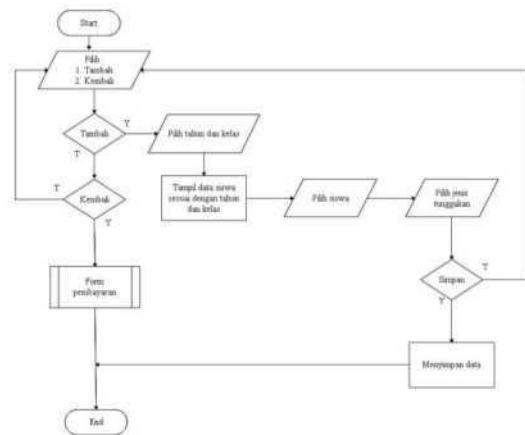 Start
Pilih
1. Tambah
2. Kembali
Tambah
Y
Pilih tahun dan kelas
T
Tampil data siswa
sesuai dengan tahun
dan kelas
Pilih siswa
Pilih jenis
tunggakan
T
Kembali
Y
Simpan
T
Y
Form
pembayaran
Menyimpan data
End